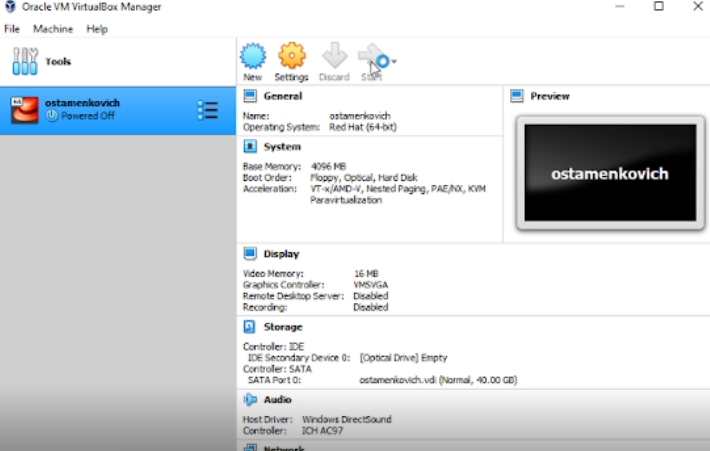 Oracle VM VirtualBox Manager
File Machine Help
Tools
New Settings Discard Start
ostamenkovich
Powered Off
General
Name: ostamenkovich
Operating System: Red Hat (64-bit)
Preview
ostamenkovich
System
Base Memory: 4096 MB
Boot Order: Floppy, Optical, Hard Disk
Acceleration: VT-x/AMD-V, Nested Paging, PAE/NX, KVM
Paravirtualization
Display
Video Memory: 16 MB
Graphics Controller: VMSVGA
Remote Desktop Server: Disabled
Recording: Disabled
Storage
Controller: IDE
IDE Secondary Device 0: [Optical Drive] Empty
Controller: SATA
SATA Port 0: ostamenkovich.vdi (Normal, 40.00 GB)
Audio
Host Driver: Windows DirectSound
Controller: ICH AC97
Network